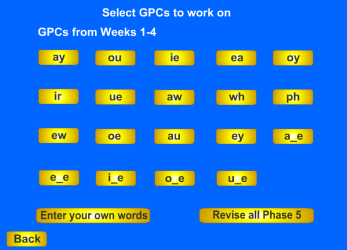 Select GPCs to work on
GPCs from Weeks 1-4
ay ou ie ea oy
ir ue aw wh ph
ew oe au ey a_e
e_e i_e o_e u_e
Enter your own words Revise all Phase 5
Back